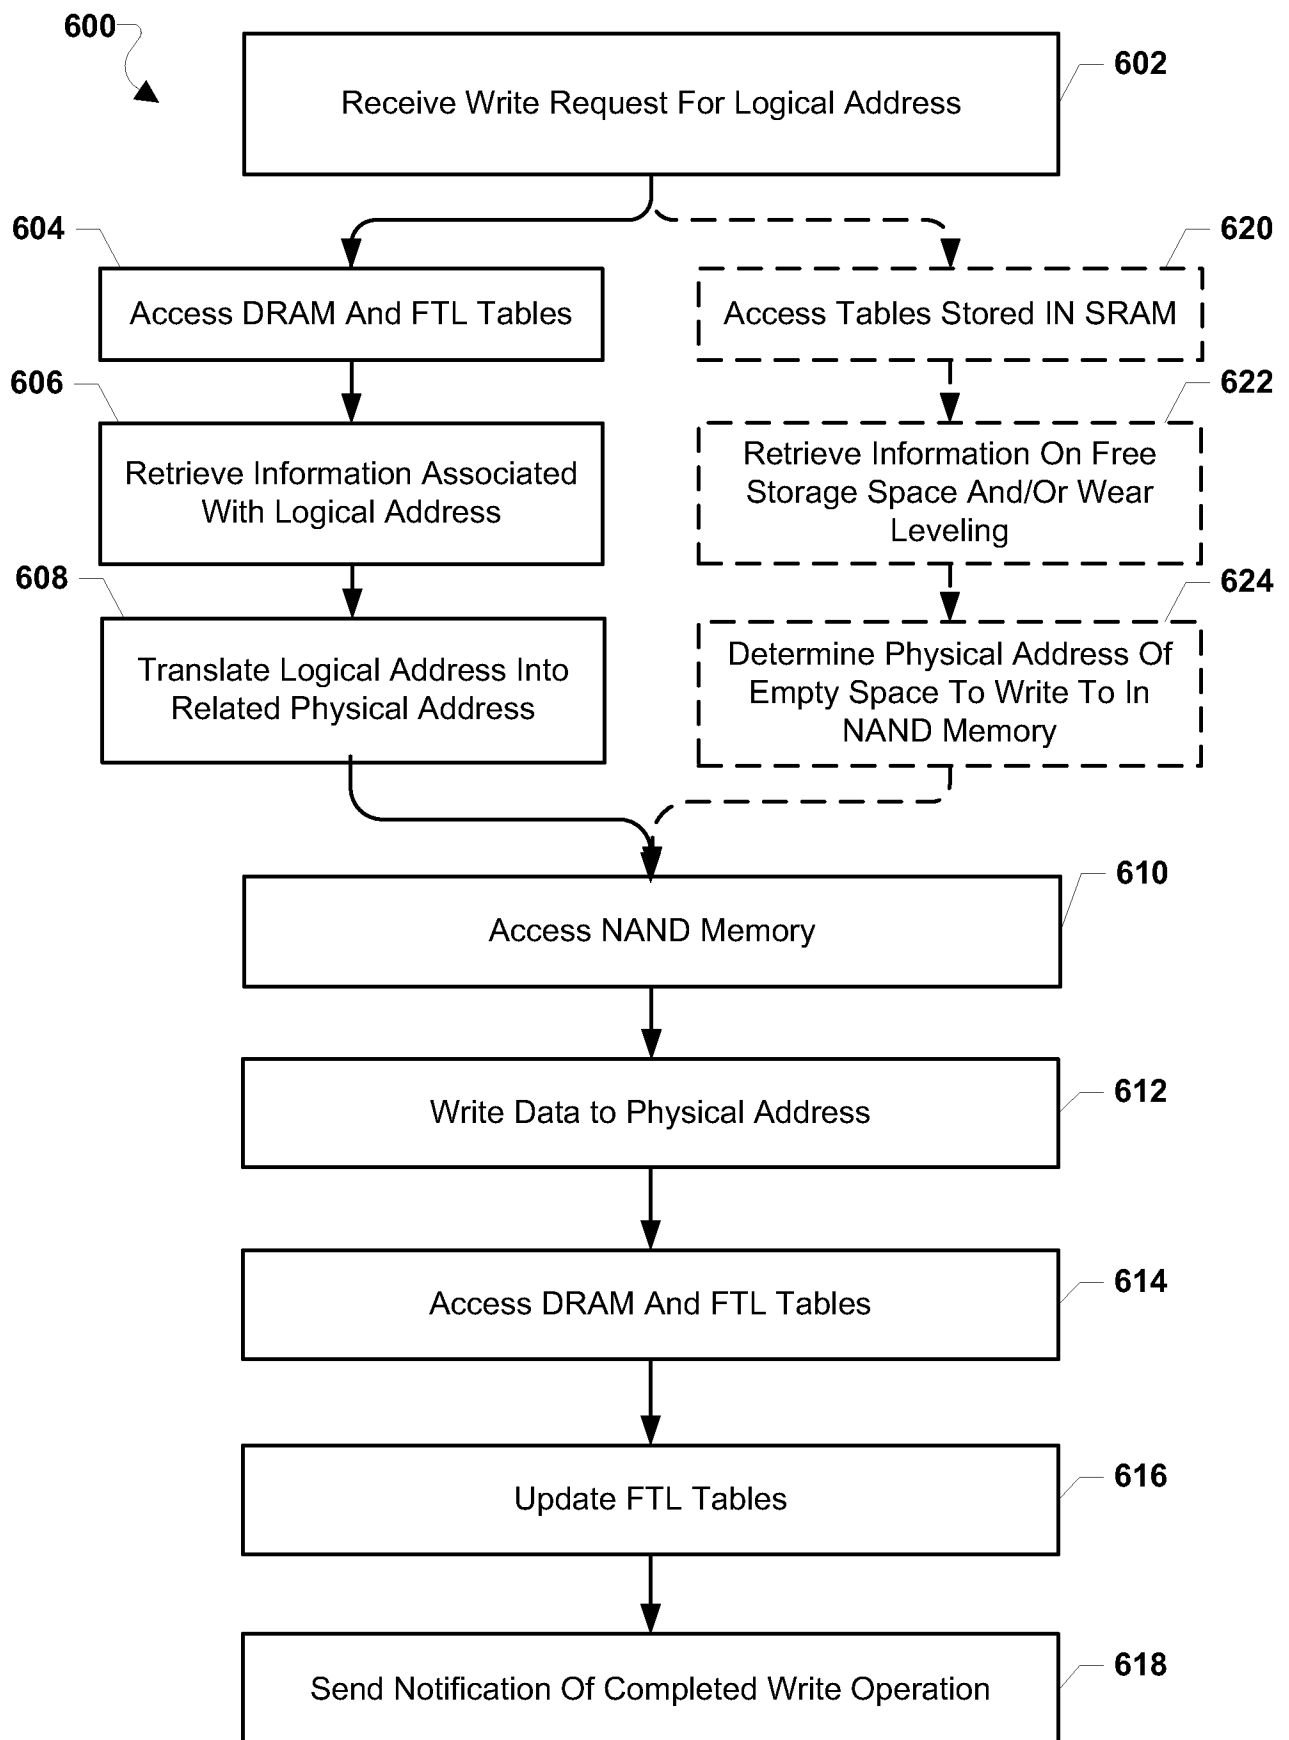 600
Receive Write Request For Logical Address
602
604
Access DRAM And FTL Tables
620
Access Tables Stored IN SRAM
606
Retrieve Information Associated
With Logical Address
622
Retrieve Information On Free
Storage Space And/Or Wear
Leveling
608
Translate Logical Address Into
Related Physical Address
624
Determine Physical Address Of
Empty Space To Write To In
NAND Memory
610
Access NAND Memory
612
Write Data to Physical Address
614
Access DRAM And FTL Tables
616
Update FTL Tables
618
Send Notification Of Completed Write Operation